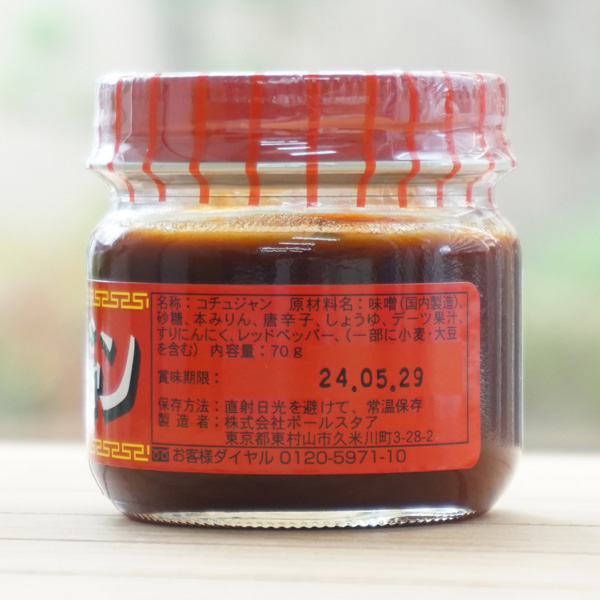 ジャン
名称：コチュジャン　原材料名：味噌（国内製造）、
砂糖、本みりん、唐辛子、しょうゆ、デーツ果汁、
すりにんにく、レッドペッパー、（一部に小麦・大豆
を含む）　内容量：70ｇ
賞味期限：　24.05.29
保存方法：直射日光を避けて、常温保存
製造者：株式会社ポールスタア
東京都東村山市久米川町3-28-2
お客様ダイヤル 0120-5971-10